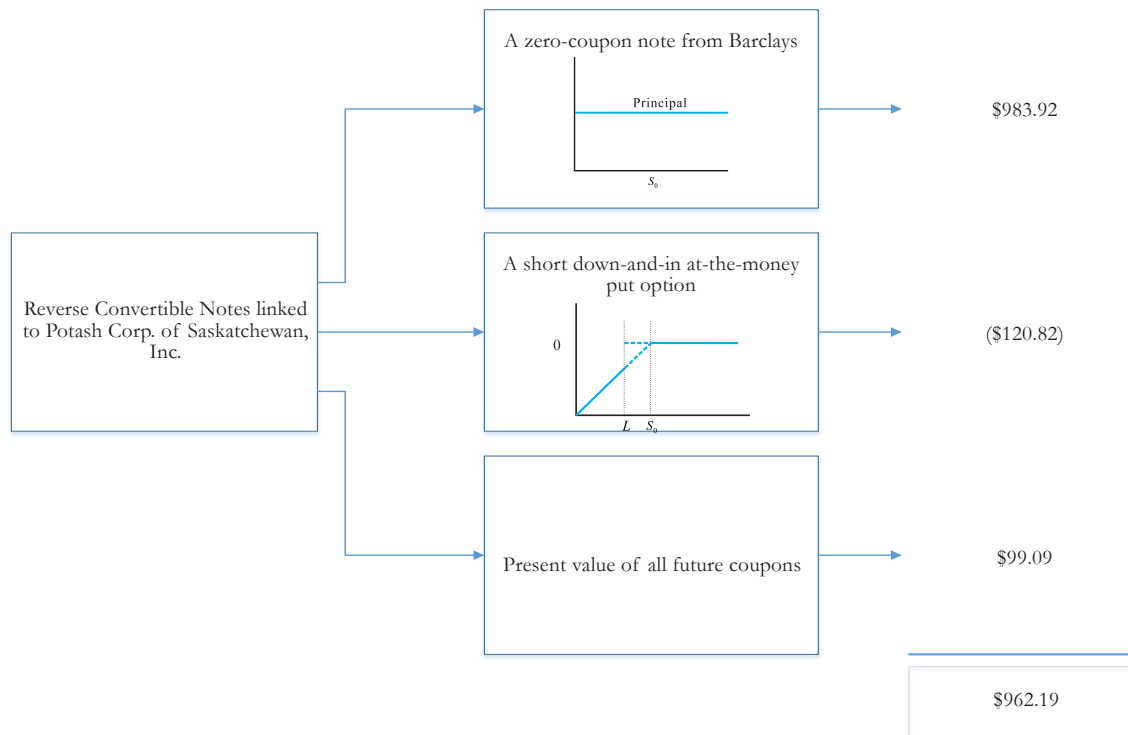 A zero-coupon note from Barclays
Principal
S₀
$983.92
Reverse Convertible Notes linked
to Potash Corp. of Saskatchewan,
Inc.
A short down-and-in at-the-money
put option
0
L S₀
($120.82)
Present value of all future coupons
$99.09
$962.19